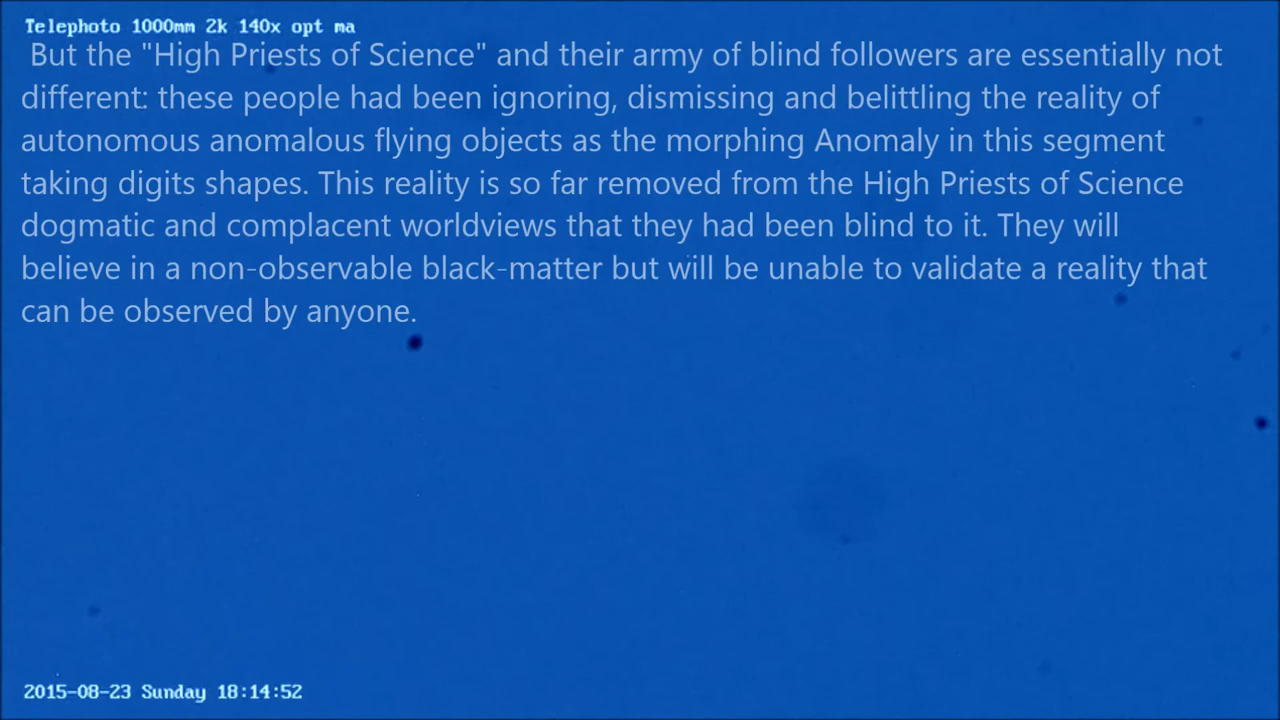 Telephoto 1000mm 2k 140x opt ma
But the "High Priests of Science" and their army of blind followers are essentially not
different: these people had been ignoring, dismissing and belittling the reality of
autonomous anomalous flying objects as the morphing Anomaly in this segment
taking digits shapes. This reality is so far removed from the High Priests of Science
dogmatic and complacent worldviews that they had been blind to it. They will
believe in a non-observable black-matter but will be unable to validate a reality that
can be observed by anyone.
2015-08-23 Sunday 18:14:52